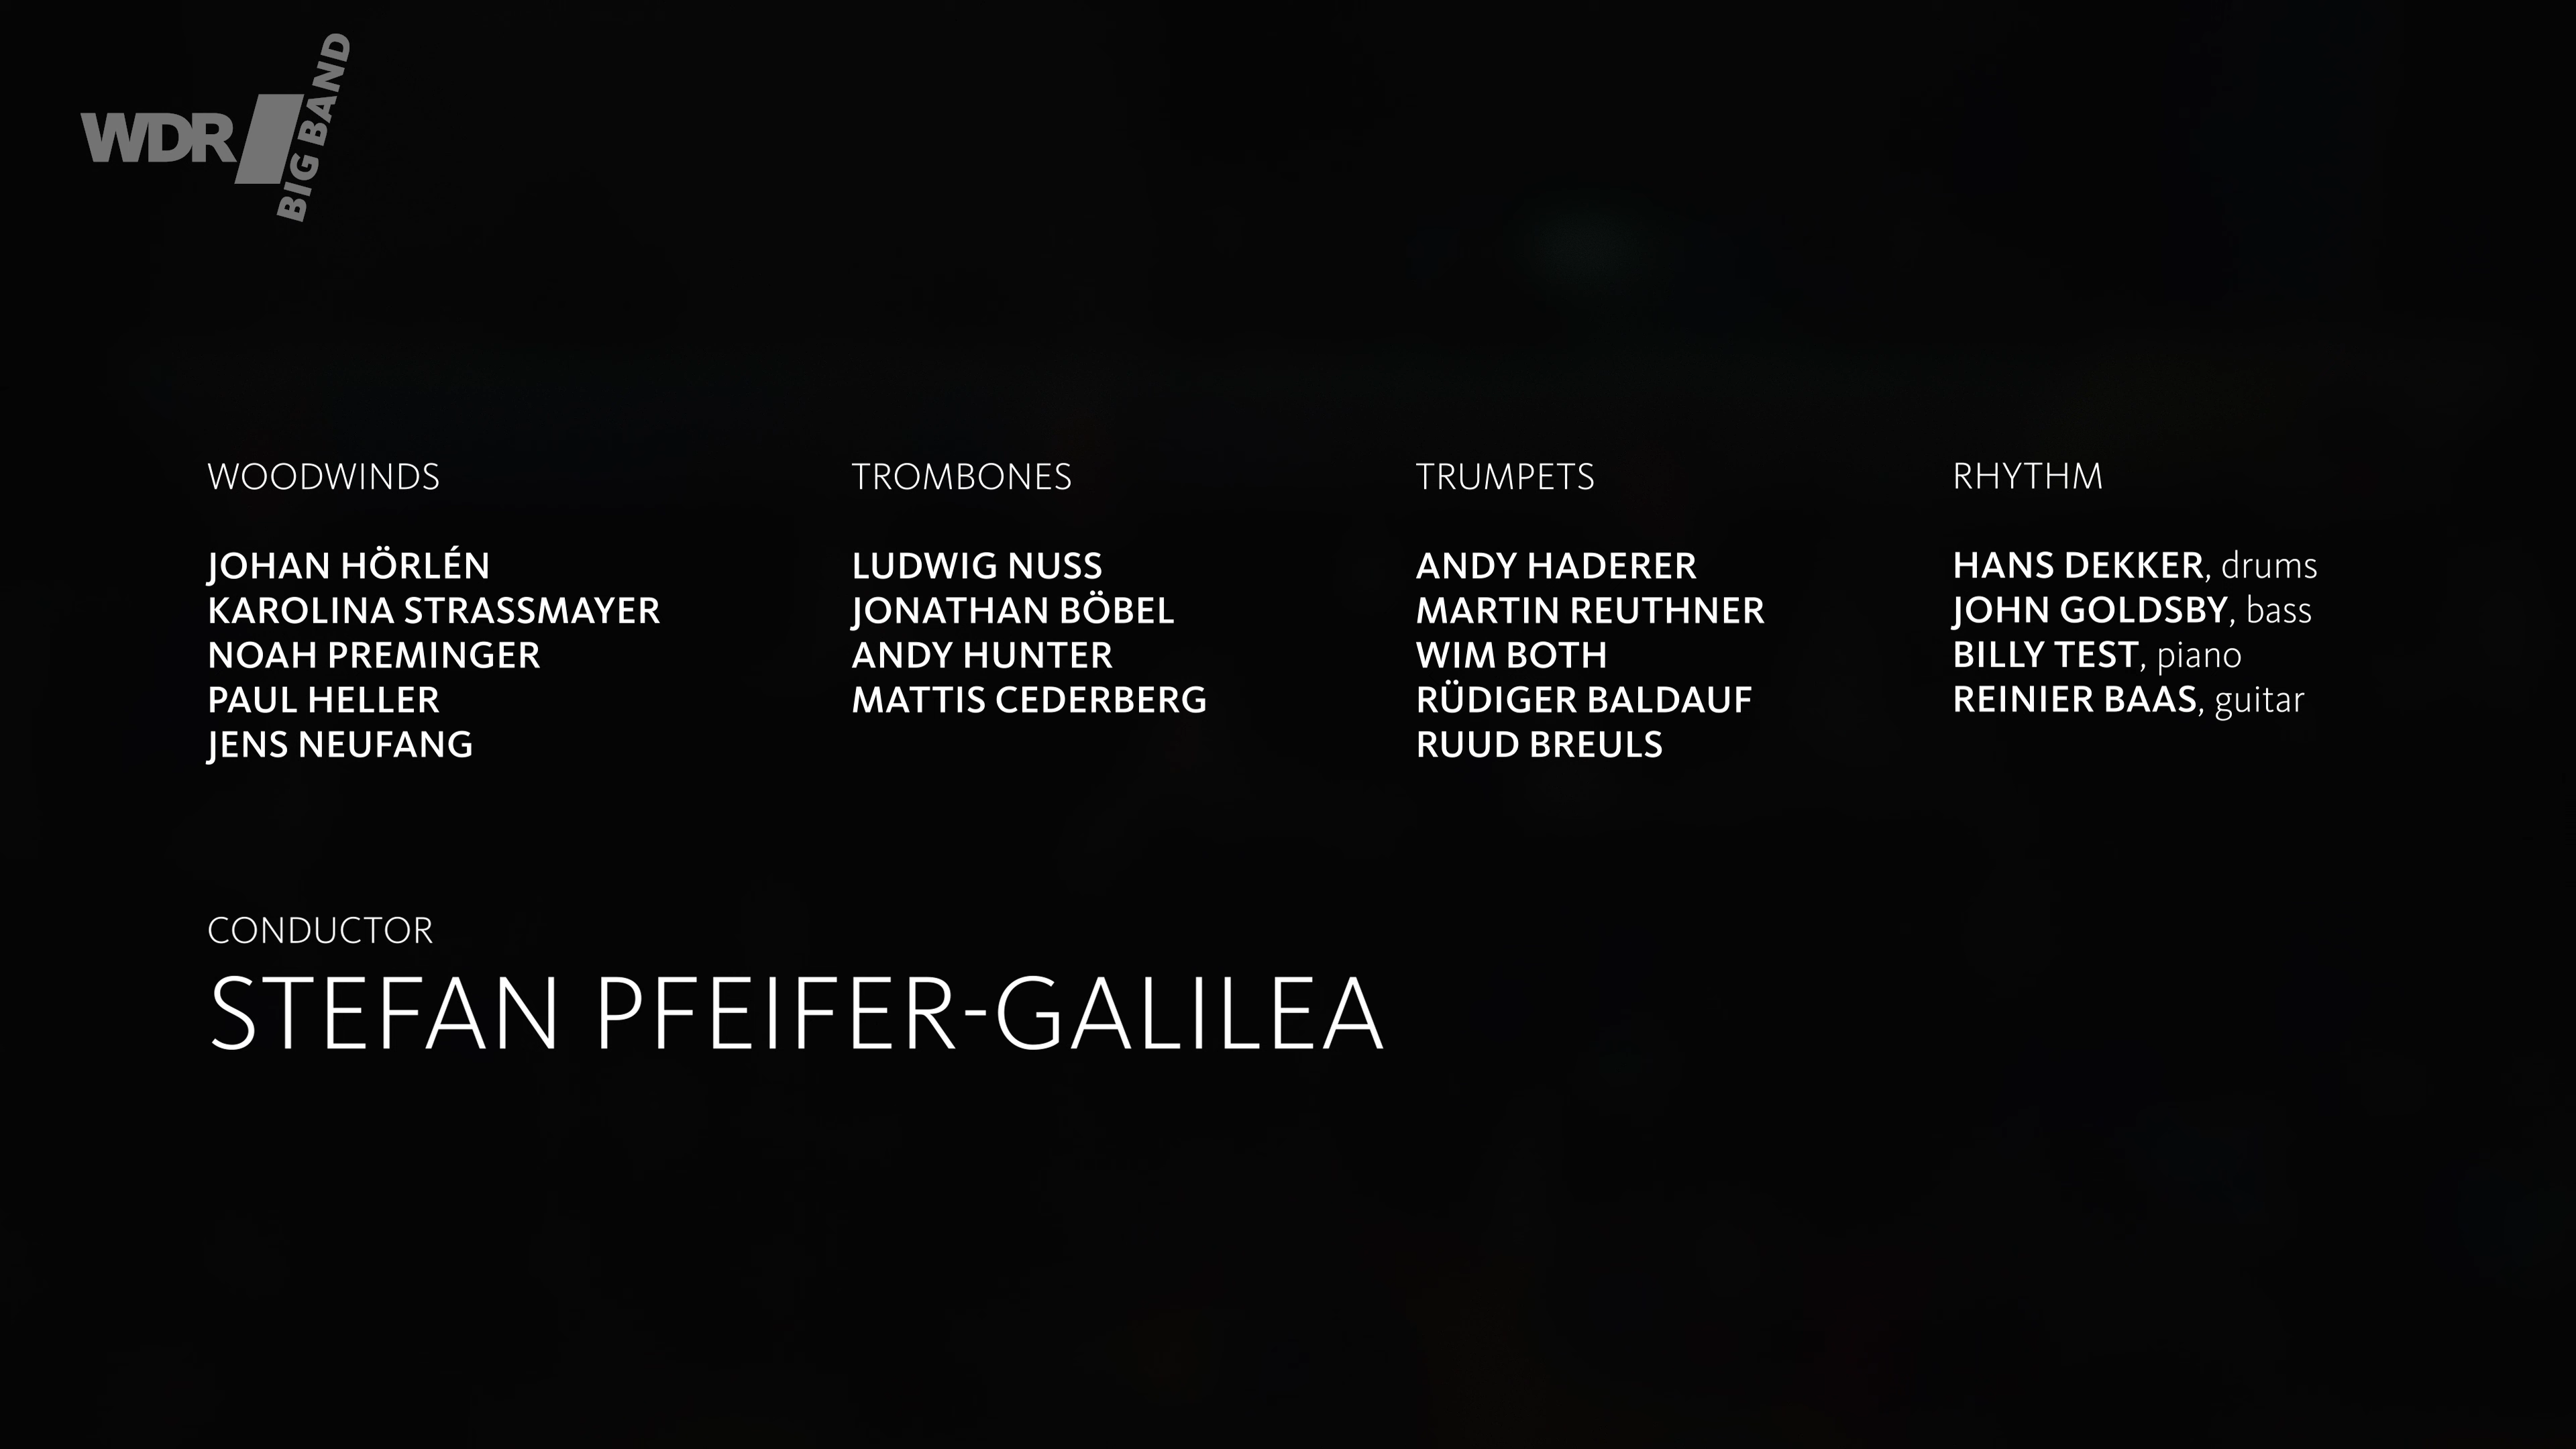 WDR
BIG BAND
WOODWINDS
JOHAN HÖRLÉN
KAROLINA STRASSMAYER
NOAH PREMINGER
PAUL HELLER
JENS NEUFANG
TROMBONES
LUDWIG NUSS
JONATHAN BÖBEL
ANDY HUNTER
MATTIS CEDERBERG
TRUMPETS
ANDY HADERER
MARTIN REUTHNER
WIM BOTH
RÜDIGER BALDAUF
RUUD BREULS
RHYTHM
HANS DEKKER, drums
JOHN GOLDSBY, bass
BILLY TEST, piano
REINIER BAAS, guitar
CONDUCTOR
STEFAN PFEIFER-GALILEA